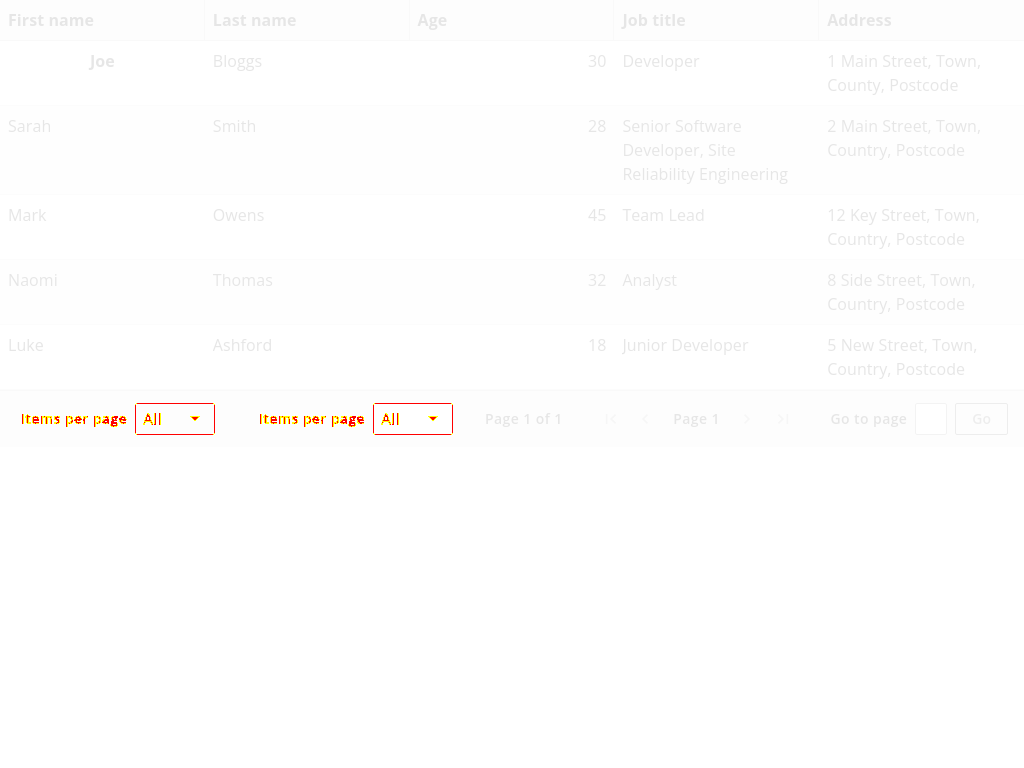 First name Last name Age Job title Address
Joe Bloggs 30 Developer 1 Main Street, Town,
County, Postcode
Sarah Smith 28 Senior Software 2 Main Street, Town,
Developer, Site Country, Postcode
Reliability Engineering
Mark Owens 45 Team Lead 12 Key Street, Town,
Country, Postcode
Naomi Thomas 32 Analyst 8 Side Street, Town,
Country, Postcode
Luke Ashford 18 Junior Developer 5 New Street, Town,
Country, Postcode
Items per page All Items per page All Page 1 of 1 Page 1 Go to page Go